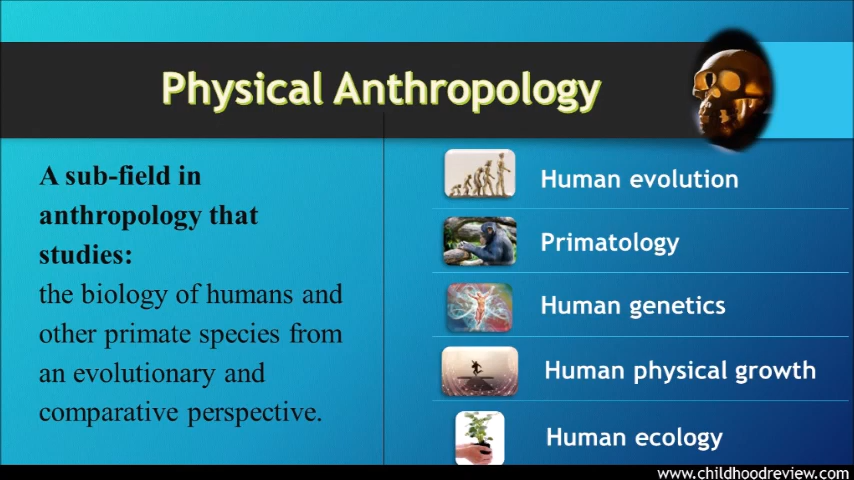 Physical Anthropology
A sub-field in
anthropology that
studies:
the biology of humans and
other primate species from
an evolutionary and
comparative perspective.
Human evolution
Primatology
Human genetics
Human physical growth
Human ecology
www.childhoodreview.com